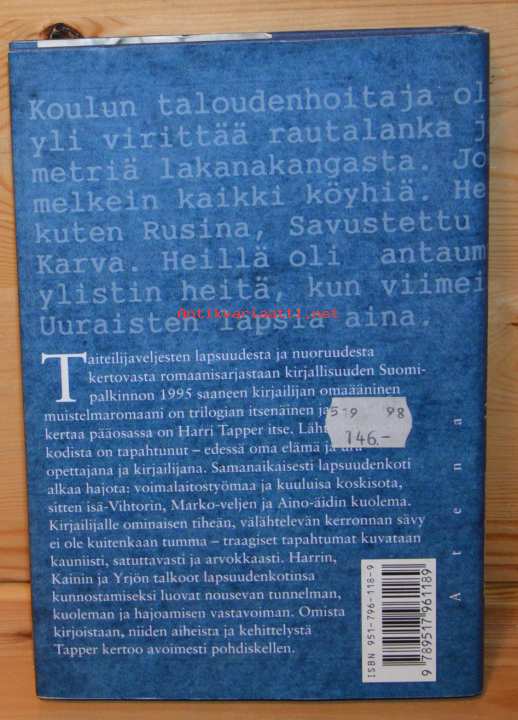 Koulun taloudenhoitaja ol
yli virittää rautalanka j
metriä lakanakangasta. Jo
melkein kaikki köyhiä. He
kuten Rusina, Savustettu
Karva. Heillä oli antaum
ylistin heitä, kun viimei
Uuraisten lapsia aina.
Antikvariaatti.net
Taiteilijaveljesten lapsuudesta ja nuoruudesta
kertovasta romaanisarjastaan kirjallisuuden Suomi-
palkinnon 1995 saaneen kirjailijan omaääninen
muistelmaromaani on trilogian itsenäinen
kertaa pääosassa on Harri Tapper itse.
kodista on tapahtunut – edessä oma elämä ja
opettajana ja kirjailijana. Samanaikaisesti lapsuudenkoti
alkaa hajota: voimalaitostyömaa ja kuuluisa koskisota,
sitten isä-Vihtorin, Marko-veljen ja Aino-äidin kuolema.
Kirjailijalle ominaisen tiheän, välähtelevän kerronnan sävy
ei ole kuitenkaan tumma – traagiset tapahtumat kuvataan
kauniisti, satuttavasti ja arvokkaasti. Harrin,
Kainin ja Yrjön talkoot lapsuudenkotinsa
kunnostamiseksi luovat nousevan tunnelman,
kuoleman ja hajoamisen vastavoiman. Omista
kirjoistaan, niiden aiheista ja kehittelystä
Tapper kertoo avoimesti pohdiskellen.
519 98
146.-
Atena
ISBN 951-796-118-9
9 789517 961189